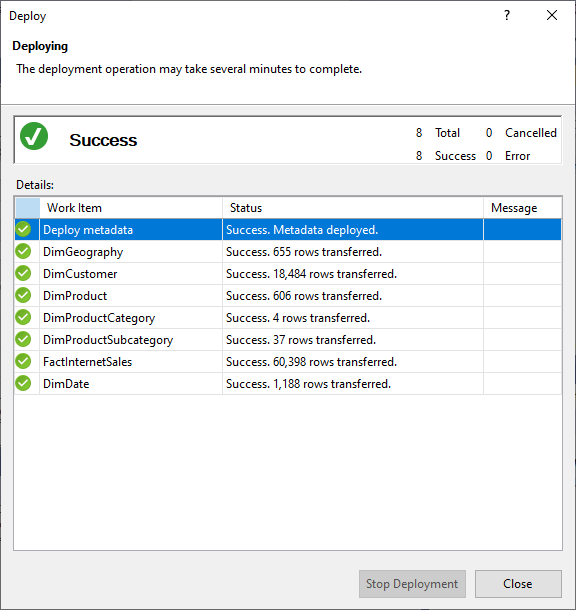 Deploy
?
Deploying
The deployment operation may take several minutes to complete.
Success
8 Total 0 Cancelled
8 Success 0 Error
Details:
Work Item Status Message
Deploy metadata Success. Metadata deployed.
DimGeography Success. 655 rows transferred.
DimCustomer Success. 18,484 rows transferred.
DimProduct Success. 606 rows transferred.
DimProductCategory Success. 4 rows transferred.
DimProductSubcategory Success. 37 rows transferred.
FactInternetSales Success. 60,398 rows transferred.
DimDate Success. 1,188 rows transferred.
Stop Deployment Close